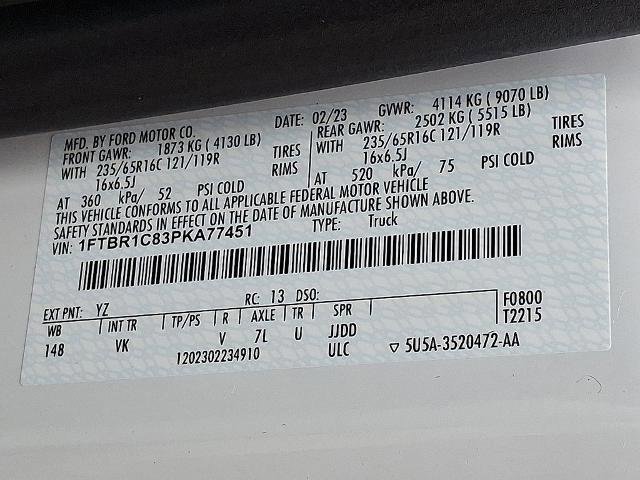 MFD. BY FORD MOTOR CO. DATE: 02/23 GVWR: 4114 KG ( 9070 LB)
FRONT GAWR: 1873 KG ( 4130 LB) REAR GAWR: 2502 KG ( 5515 LB)
WITH 235/65R16C 121/119R TIRES WITH 235/65R16C 121/119R TIRES
16x6.5J RIMS 16x6.5J RIMS
AT 360 kPa/ 52 PSI COLD AT 520 kPa/ 75 PSI COLD
THIS VEHICLE CONFORMS TO ALL APPLICABLE FEDERAL MOTOR VEHICLE
SAFETY STANDARDS IN EFFECT ON THE DATE OF MANUFACTURE SHOWN ABOVE.
VIN: 1FTBR1C83PKA77451 TYPE: Truck
EXT PNT: YZ RC: 13 DSO: F0800
WB INT TR TP/PS R AXLE TR SPR T2215
148 VK V 7L U JJDD
1202302234910 ULC ▽ 5U5A-3520472-AA